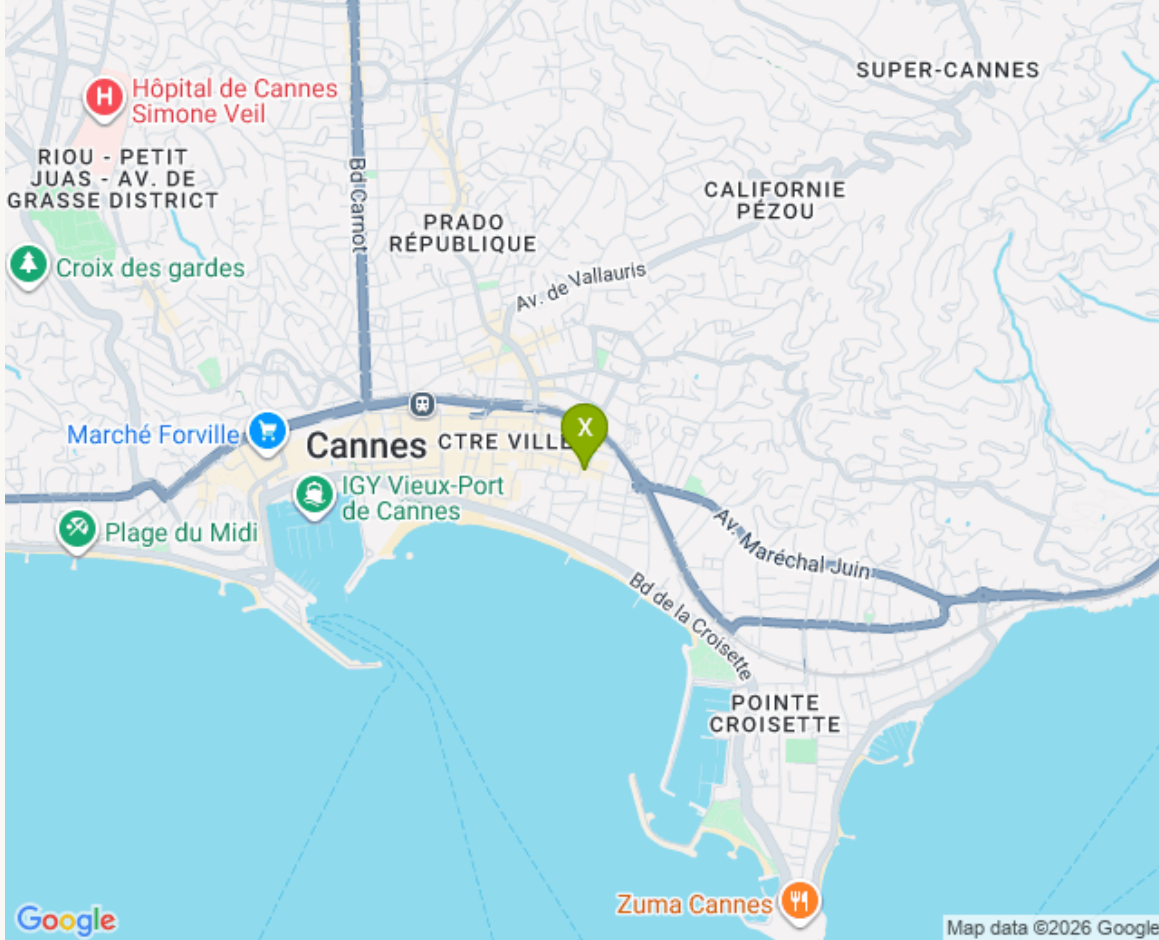 SUPER-CANNES
Hôpital de Cannes
Simone Veil
H
RIOU - PETIT
JUAS - AV. DE
GRASSE DISTRICT
Bd Carnot
CALIFORNIE
PÉZOU
PRADO
RÉPUBLIQUE
Croix des gardes
Av. de Vallauris
X
Marché Forville
Cannes
CTRE VILLE
IGY Vieux-Port
de Cannes
Plage du Midi
Av. Maréchal Juin
Bd de la Croisette
POINTE
CROISETTE
Zuma Cannes
Google
Map data ©2026 Google